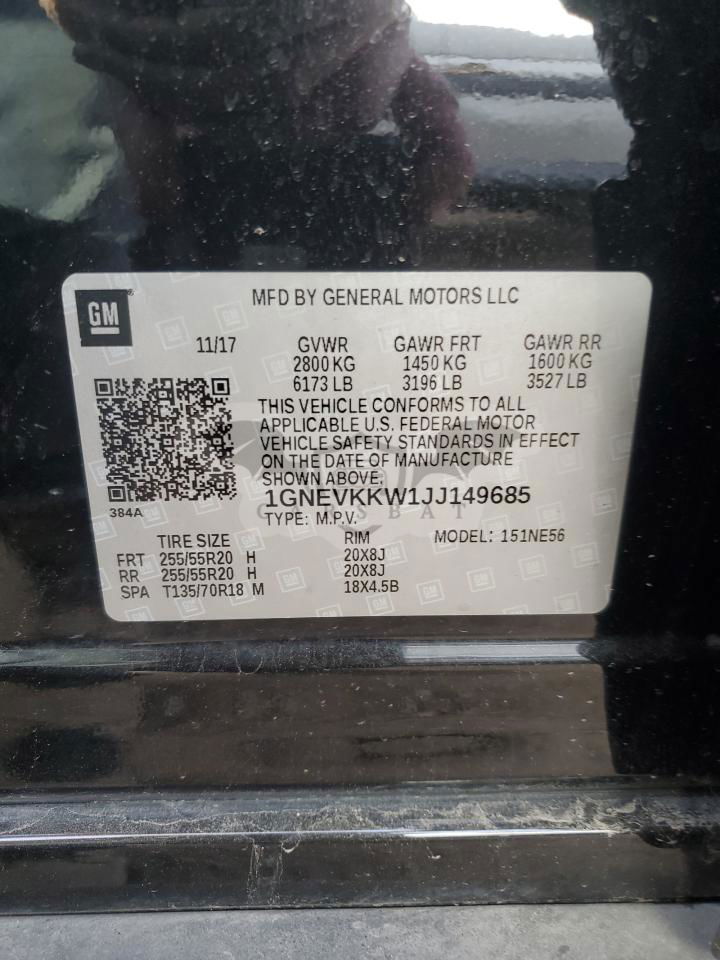 GM ®
MFD BY GENERAL MOTORS LLC
11/17 GVWR GAWR FRT GAWR RR
2800 KG 1450 KG 1600 KG
6173 LB 3196 LB 3527 LB
THIS VEHICLE CONFORMS TO ALL
APPLICABLE U.S. FEDERAL MOTOR
VEHICLE SAFETY STANDARDS IN EFFECT
ON THE DATE OF MANUFACTURE
SHOWN ABOVE.
384A
1GNEVKKW1JJ149685
CARSBAT
TYPE: M.P.V.
TIRE SIZE RIM MODEL: 151NE56
FRT 255/55R20 H 20X8J
RR 255/55R20 H 20X8J
SPA T135/70R18 M 18X4.5B